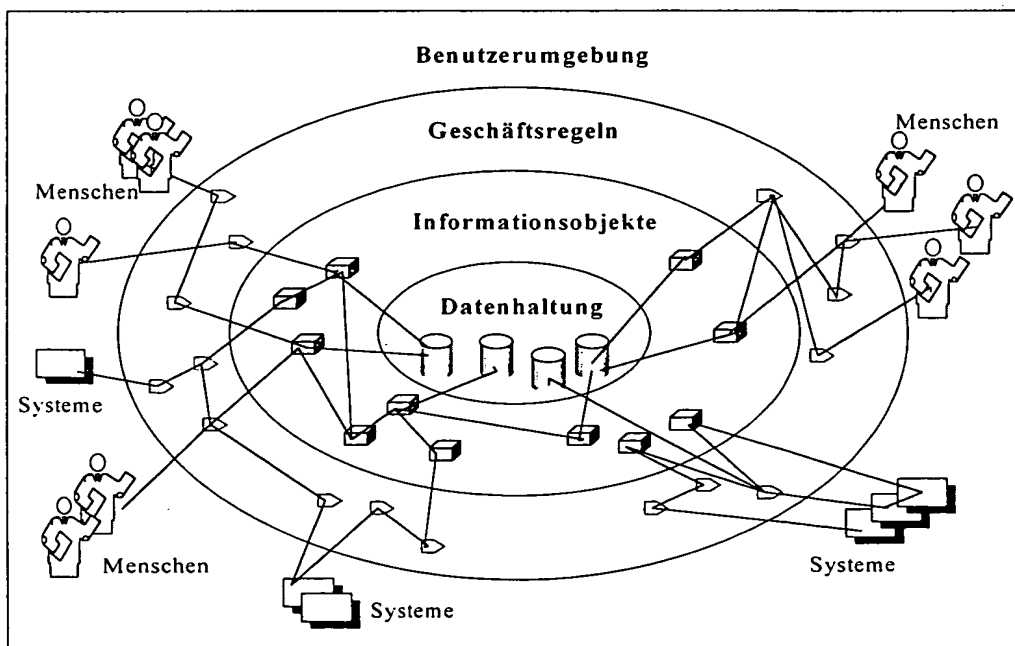 Benutzerumgebung
Geschäftsregeln
Menschen
Menschen
Informationsobjekte
Datenhaltung
Systeme
Menschen
Systeme
Systeme